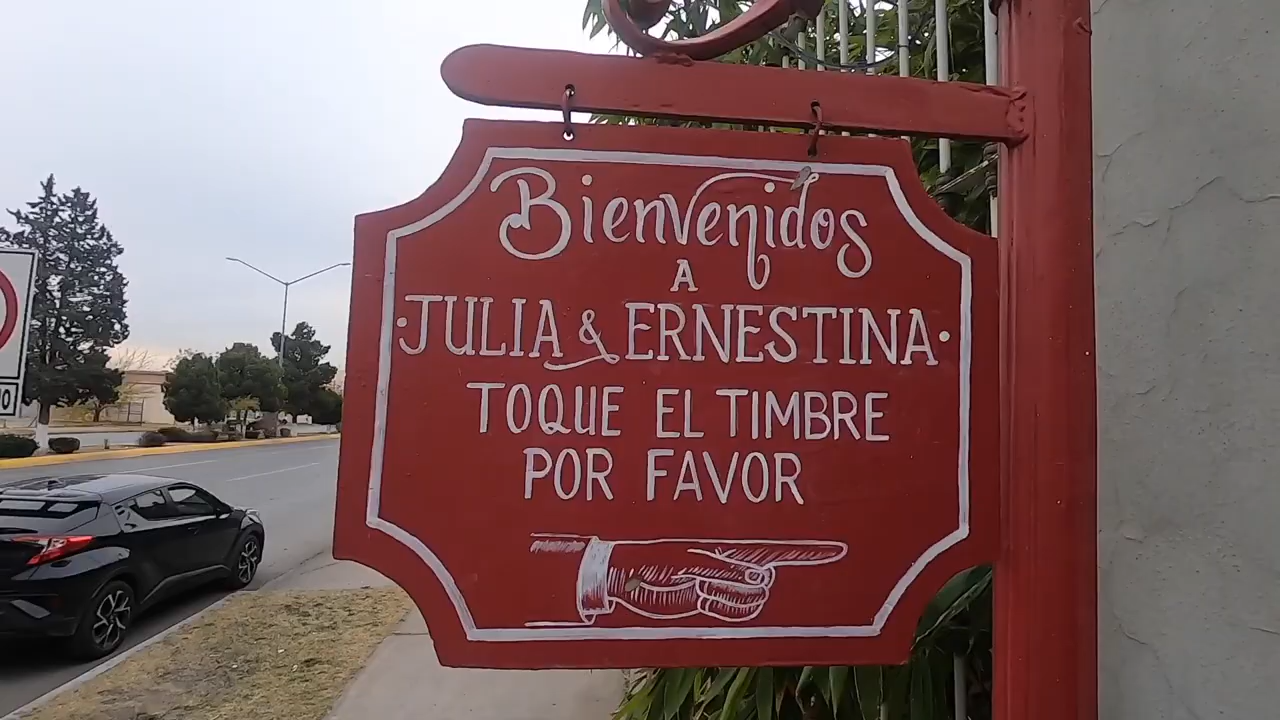 Bienvenidos
A
·JULIA & ERNESTINA·
TOQUE EL TIMBRE
POR FAVOR